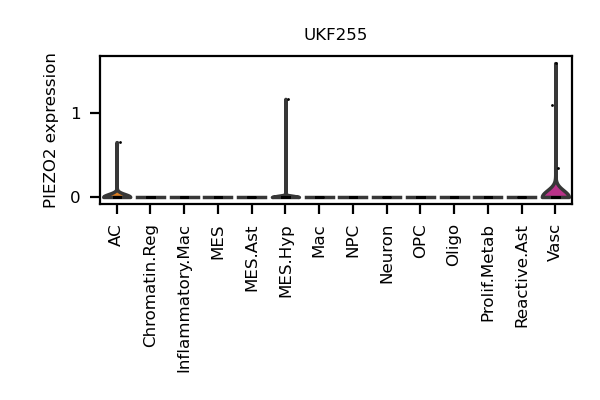 UKF255
PIEZO2 expression
1
0
AC
Chromatin.Reg
Inflammatory.Mac
MES
MES.Ast
MES.Hyp
Mac
NPC
Neuron
OPC
Oligo
Prolif.Metab
Reactive.Ast
Vasc